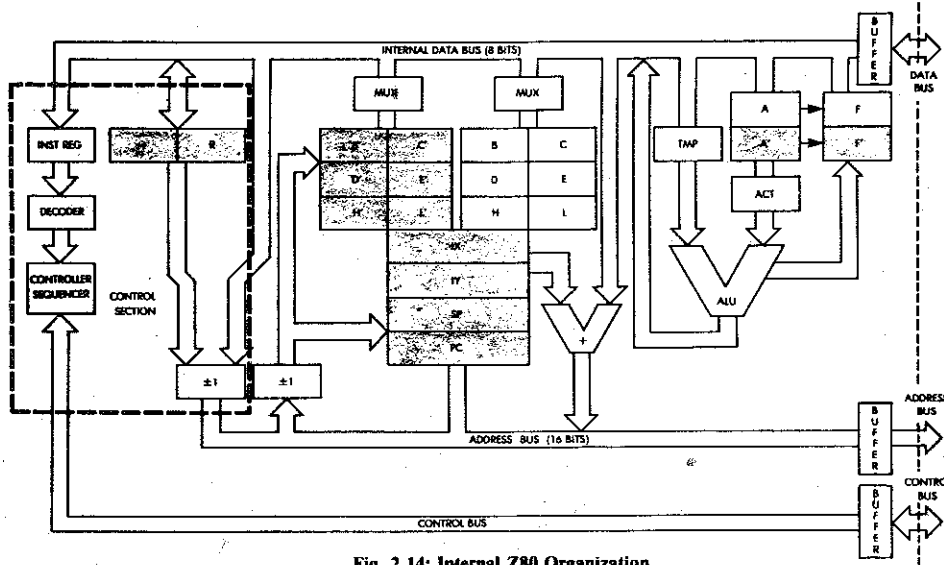 INTERNAL DATA BUS (8 BITS)
BUFFER
DATA
BUS
MUX
MUX
INST REG
R
B'
C'
B
C
TMP
A
F
A'
F'
D'
E'
D
E
DECODER
H'
L'
H
L
ACT
IX
CONTROLLER
SEQUENCER
CONTROL
SECTION
IY
SP
ALU
+
PC
±1
±1
ADDRESS
BUS
ADDRESS BUS (16 BITS)
BUFFER
CONTRO
BUS
CONTROL BUS
BUFFER
Fig. 2.14: Internal Z80 Organization